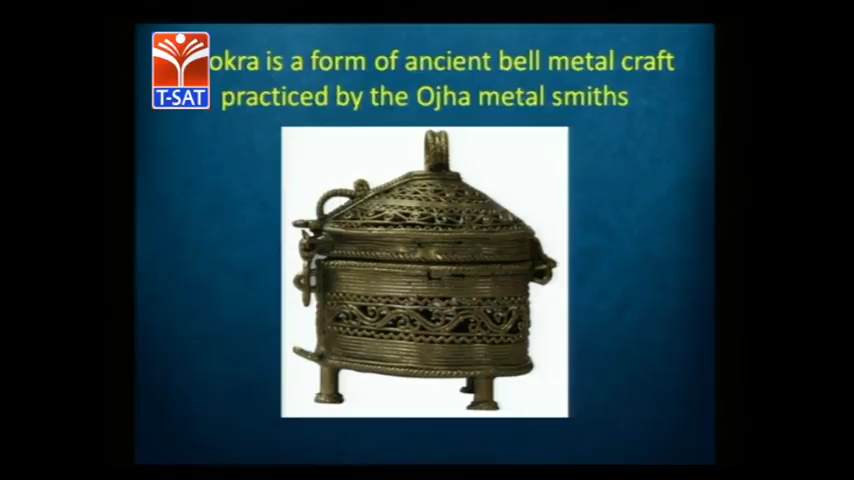 okra is a form of ancient bell metal craft
practiced by the Ojha metal smiths
T-SAT